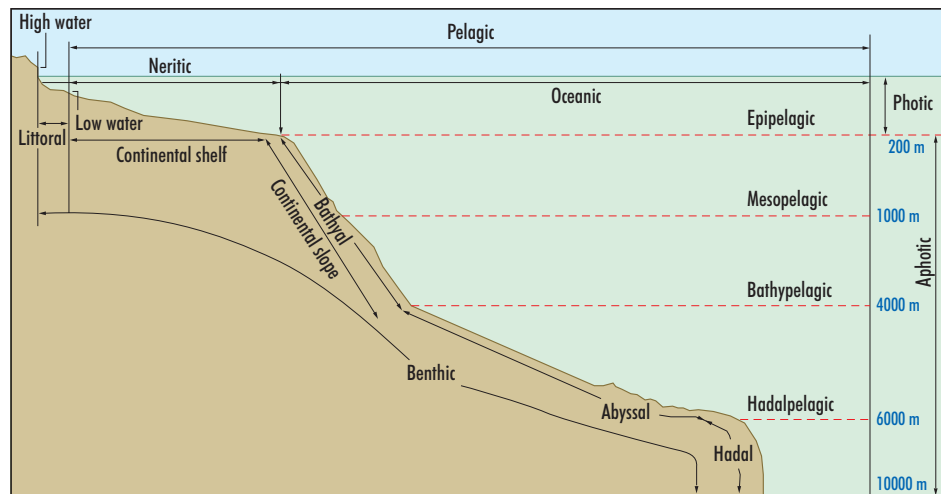 High water
Pelagic
Neritic
Oceanic
Photic
Low water
Littoral
Epipelagic
200 m
Continental shelf
Continental slope
Bathyal
Mesopelagic
1000 m
Aphotic
Bathypelagic
4000 m
Benthic
Abyssal
Hadalpelagic
6000 m
Hadal
10000 m